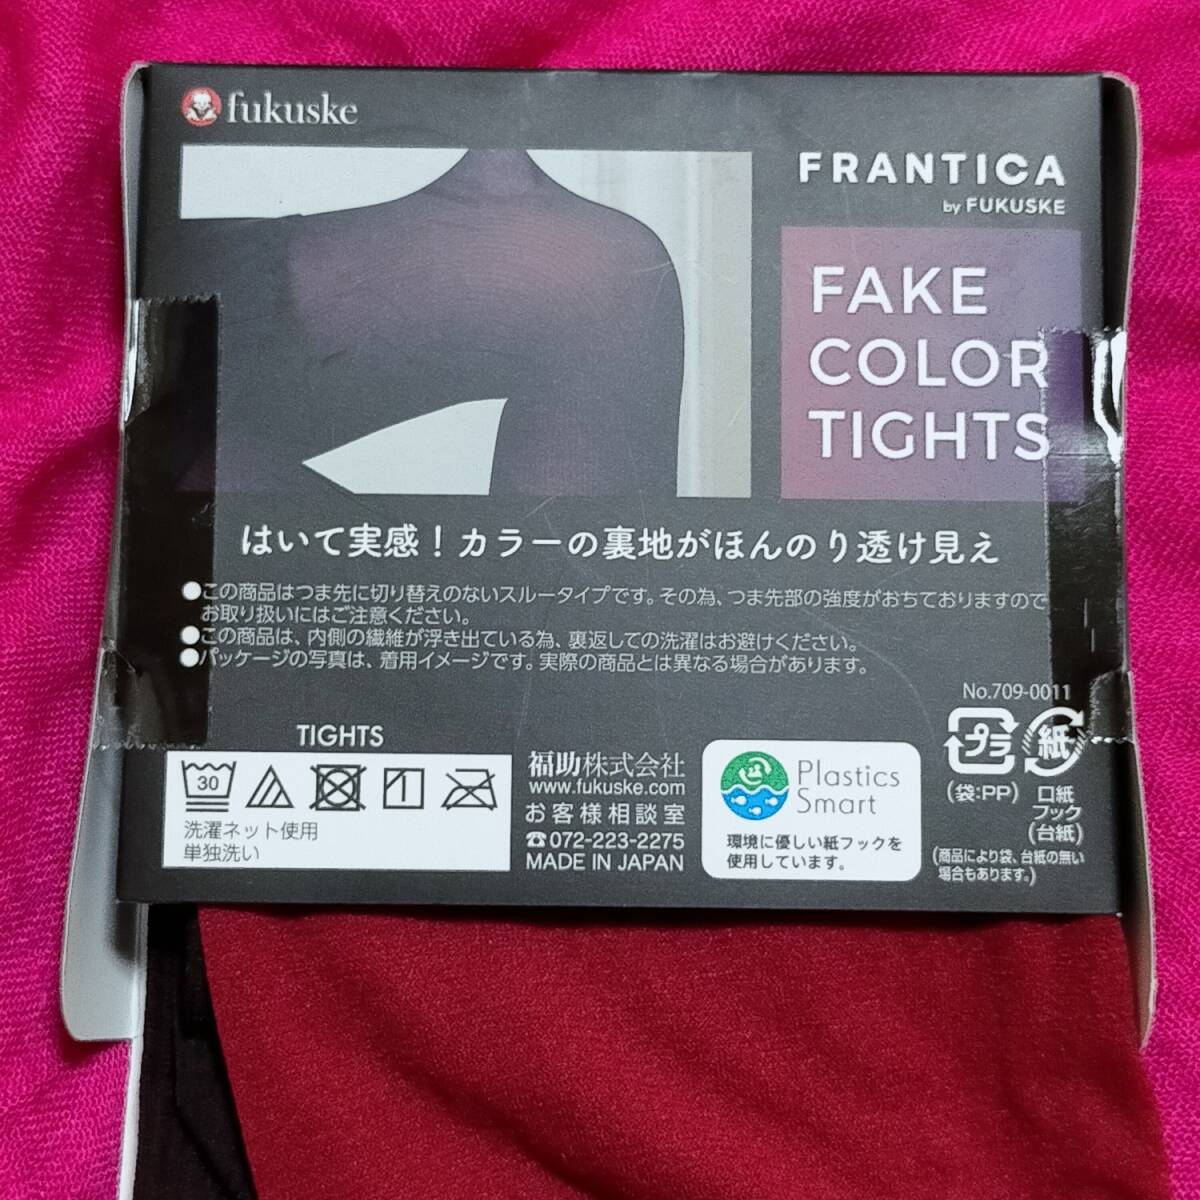 fukuske
FRANTICA
by FUKUSKE
FAKE
COLOR
TIGHTS
はいて実感！カラーの裏地がほんのり透け見え
●この商品はつま先に切り替えのないスルータイプです。その為、つま先部の強度がおちておりますので
お取り扱いにはご注意ください。
●この商品は、内側の繊維が浮き出ている為、裏返しての洗濯はお避けください。
●パッケージの写真は、着用イメージです。実際の商品とは異なる場合があります。
No.709-0011
TIGHTS
30
洗濯ネット使用
単独洗い
福助株式会社
www.fukuske.com
お客様相談室
☎072-223-2275
MADE IN JAPAN
Plastics
Smart
環境に優しい紙フックを
使用しています。
プラ
(袋:PP)
紙
口紙
フック
(台紙)
(商品により袋、台紙の無い
場合もあります。)